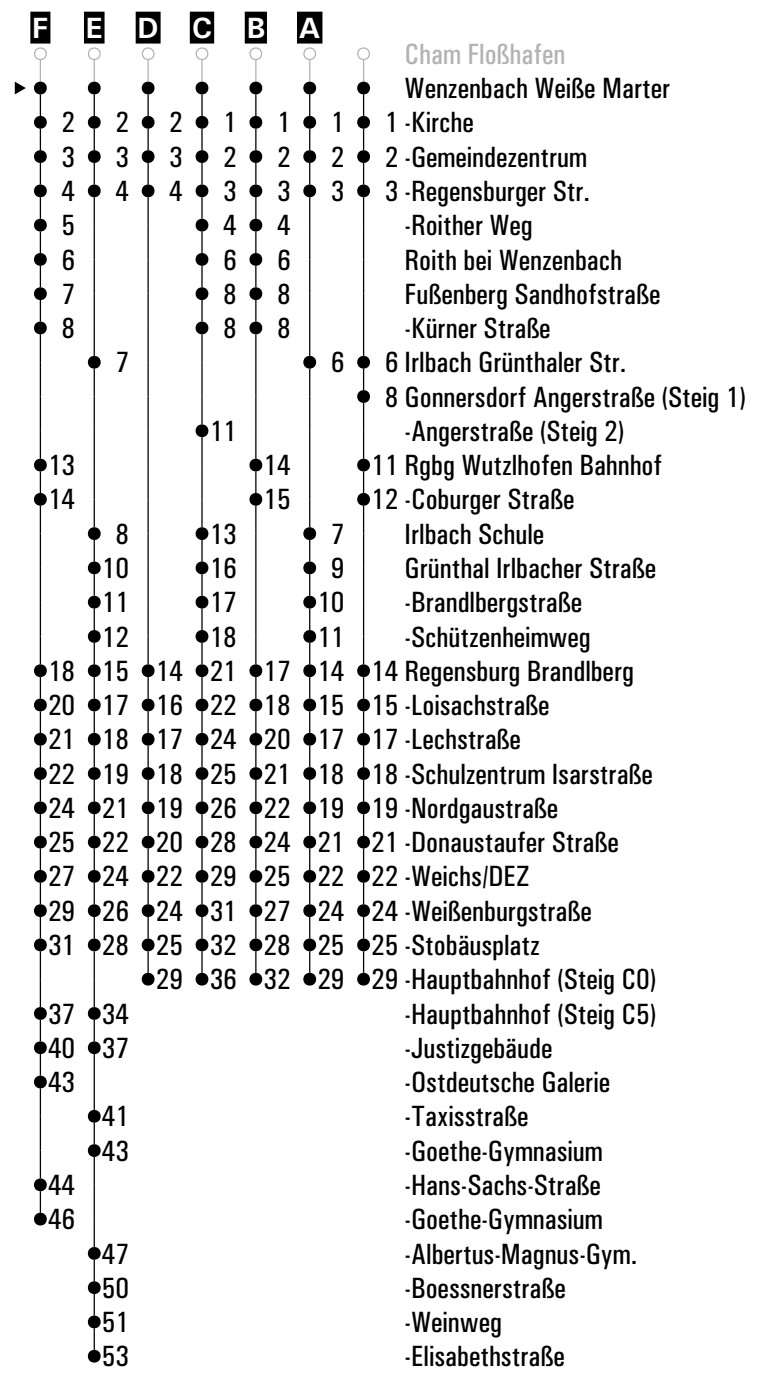 F E D C B A
Cham Floßhafen
Wenzenbach Weiße Marter
2 2 2 1 1 1 1 -Kirche
3 3 3 2 2 2 2 -Gemeindezentrum
4 4 4 3 3 3 3 -Regensburger Str.
5 4 4 -Roither Weg
6 6 6 Roith bei Wenzenbach
7 8 8 Fußenberg Sandhofstraße
8 8 8 -Kürner Straße
7 6 6 Irlbach Grünthaler Str.
8 Gonnersdorf Angerstraße (Steig 1)
11 -Angerstraße (Steig 2)
13 14 11 Rgbg Wutzlhofen Bahnhof
14 15 12 -Coburger Straße
8 13 7 Irlbach Schule
10 16 9 Grünthal Irlbacher Straße
11 17 10 -Brandlbergstraße
12 18 11 -Schützenheimweg
18 15 14 21 17 14 14 Regensburg Brandlberg
20 17 16 22 18 15 15 -Loisachstraße
21 18 17 24 20 17 17 -Lechstraße
22 19 18 25 21 18 18 -Schulzentrum Isarstraße
24 21 19 26 22 19 19 -Nordgaustraße
25 22 20 28 24 21 21 -Donaustaufer Straße
27 24 22 29 25 22 22 -Weichs/DEZ
29 26 24 31 27 24 24 -Weißenburgstraße
31 28 25 32 28 25 25 -Stobäusplatz
29 36 32 29 29 -Hauptbahnhof (Steig C0)
37 34 -Hauptbahnhof (Steig C5)
40 37 -Justizgebäude
43 -Ostdeutsche Galerie
41 -Taxisstraße
43 -Goethe-Gymnasium
44 -Hans-Sachs-Straße
46 -Goethe-Gymnasium
47 -Albertus-Magnus-Gym.
50 -Boessnerstraße
51 -Weinweg
53 -Elisabethstraße